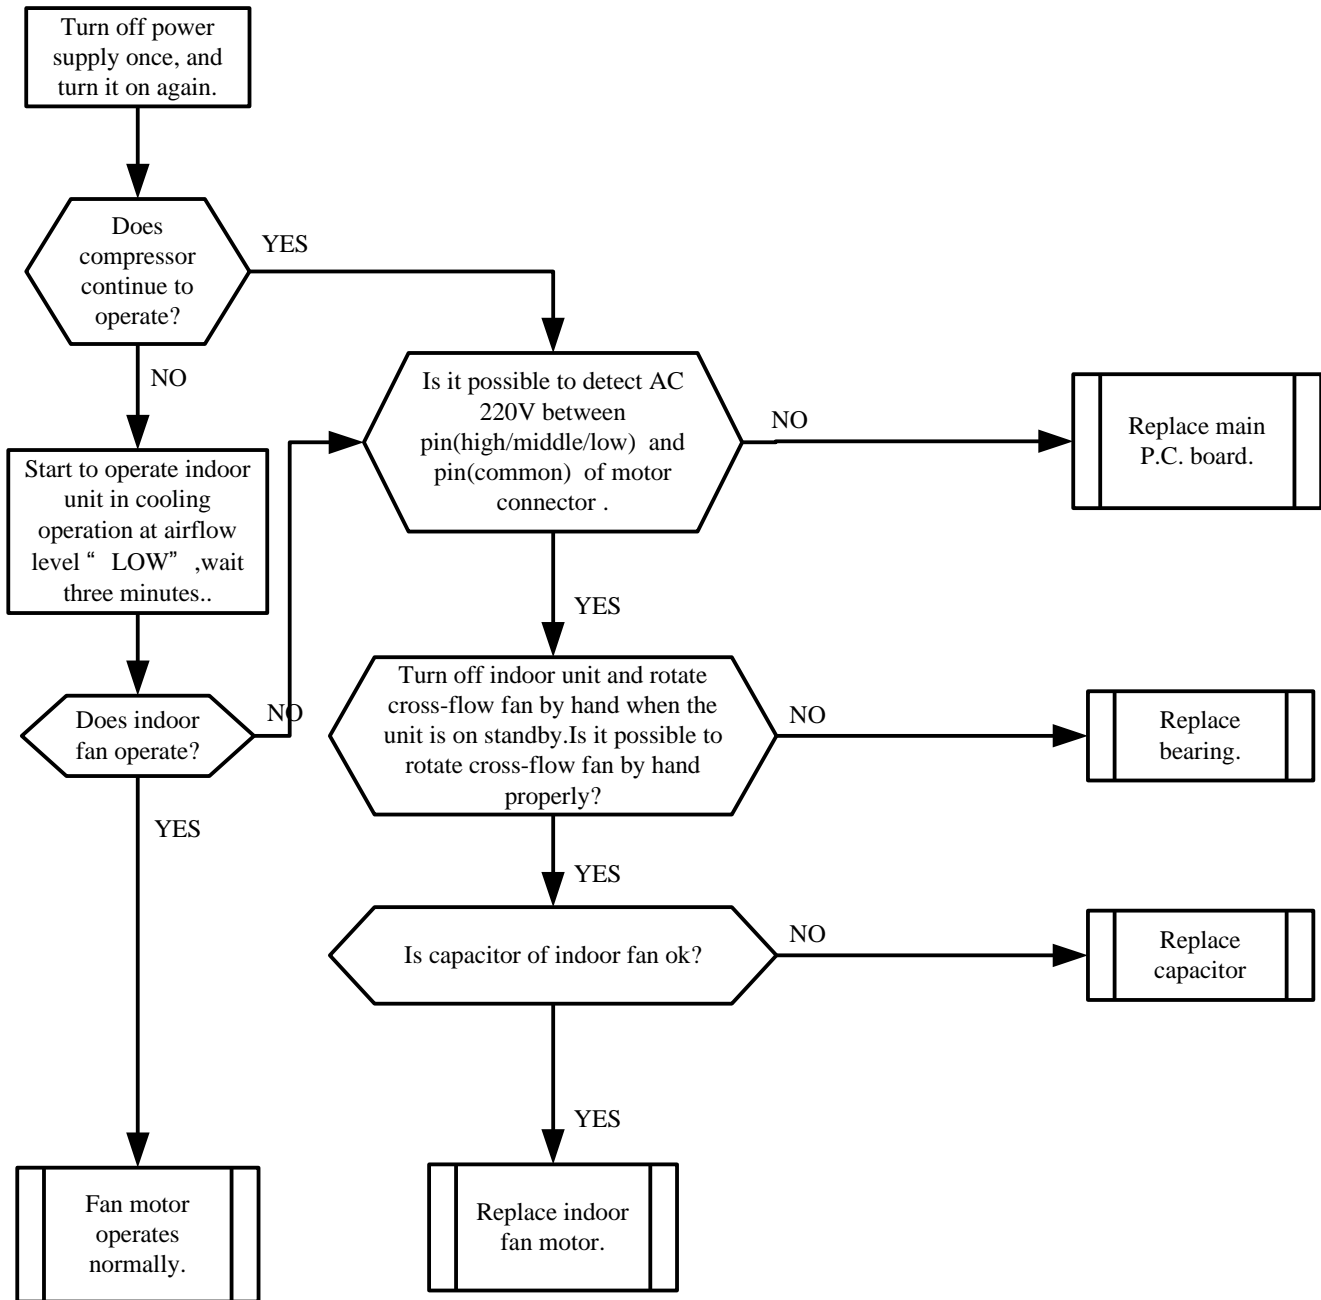 Turn off power
supply once, and
turn it on again.
Does
compressor
continue to
operate?
YES
NO
Start to operate indoor
unit in cooling
operation at airflow
level “ LOW” ,wait
three minutes..
Does indoor
fan operate?
NO
YES
Fan motor
operates
normally.
Is it possible to detect AC
220V between
pin(high/middle/low) and
pin(common) of motor
connector .
NO
Replace main
P.C. board.
YES
Turn off indoor unit and rotate
cross-flow fan by hand when the
unit is on standby.Is it possible to
rotate cross-flow fan by hand
properly?
NO
Replace
bearing.
YES
Is capacitor of indoor fan ok?
NO
Replace
capacitor
YES
Replace indoor
fan motor.